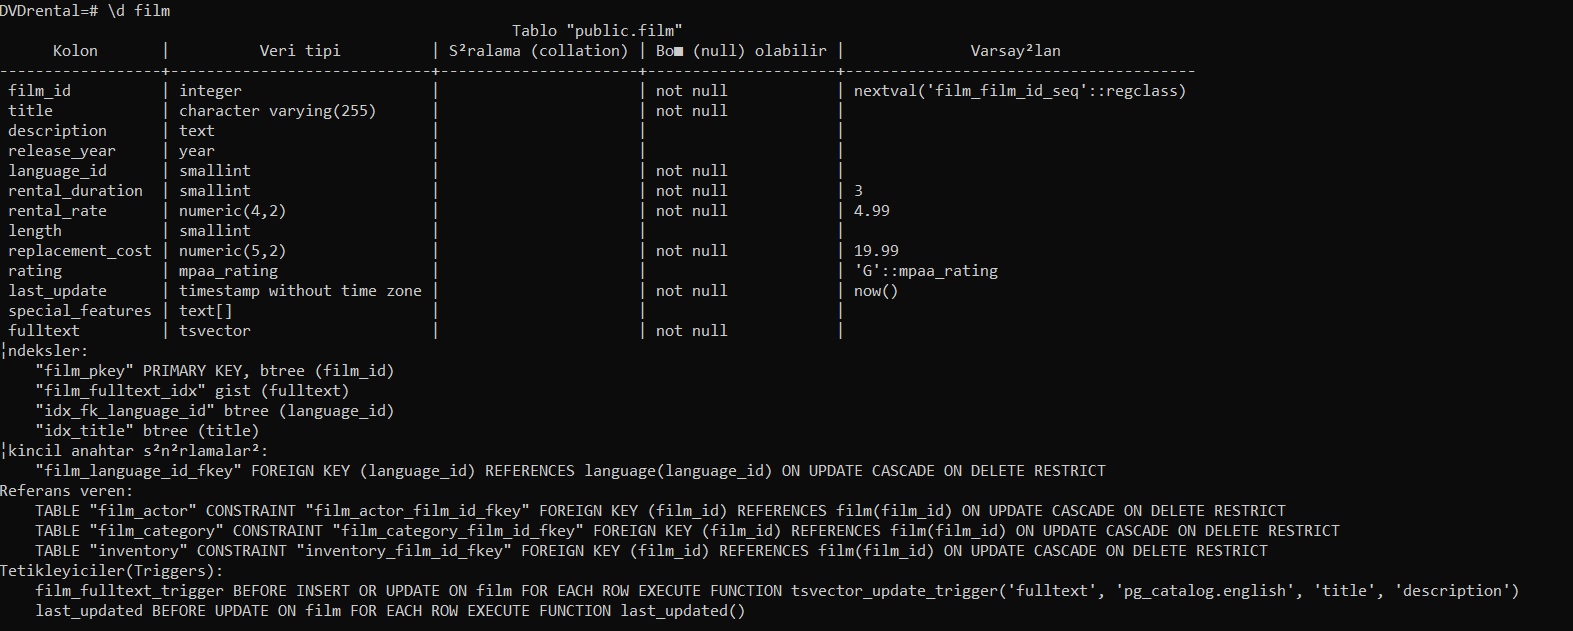 DVDrental=# \d film
Tablo "public.film"
Kolon | Veri tipi | S²ralama (collation) | Bo■ (null) olabilir | Varsay²lan
-------------------+-----------------------------+----------------------+---------------------+---------------------------------------
film_id | integer | | not null | nextval('film_film_id_seq'::regclass)
title | character varying(255) | | not null |
description | text | | |
release_year | year | | |
language_id | smallint | | not null |
rental_duration | smallint | | not null | 3
rental_rate | numeric(4,2) | | not null | 4.99
length | smallint | | |
replacement_cost | numeric(5,2) | | not null | 19.99
rating | mpaa_rating | | | 'G'::mpaa_rating
last_update | timestamp without time zone | | not null | now()
special_features | text[] | | |
fulltext | tsvector | | not null |
¦ndeksler:
"film_pkey" PRIMARY KEY, btree (film_id)
"film_fulltext_idx" gist (fulltext)
"idx_fk_language_id" btree (language_id)
"idx_title" btree (title)
¦kincil anahtar s²n²rlamalar²:
"film_language_id_fkey" FOREIGN KEY (language_id) REFERENCES language(language_id) ON UPDATE CASCADE ON DELETE RESTRICT
Referans veren:
TABLE "film_actor" CONSTRAINT "film_actor_film_id_fkey" FOREIGN KEY (film_id) REFERENCES film(film_id) ON UPDATE CASCADE ON DELETE RESTRICT
TABLE "film_category" CONSTRAINT "film_category_film_id_fkey" FOREIGN KEY (film_id) REFERENCES film(film_id) ON UPDATE CASCADE ON DELETE RESTRICT
TABLE "inventory" CONSTRAINT "inventory_film_id_fkey" FOREIGN KEY (film_id) REFERENCES film(film_id) ON UPDATE CASCADE ON DELETE RESTRICT
Tetikleyiciler(Triggers):
film_fulltext_trigger BEFORE INSERT OR UPDATE ON film FOR EACH ROW EXECUTE FUNCTION tsvector_update_trigger('fulltext', 'pg_catalog.english', 'title', 'description')
last_updated BEFORE UPDATE ON film FOR EACH ROW EXECUTE FUNCTION last_updated()